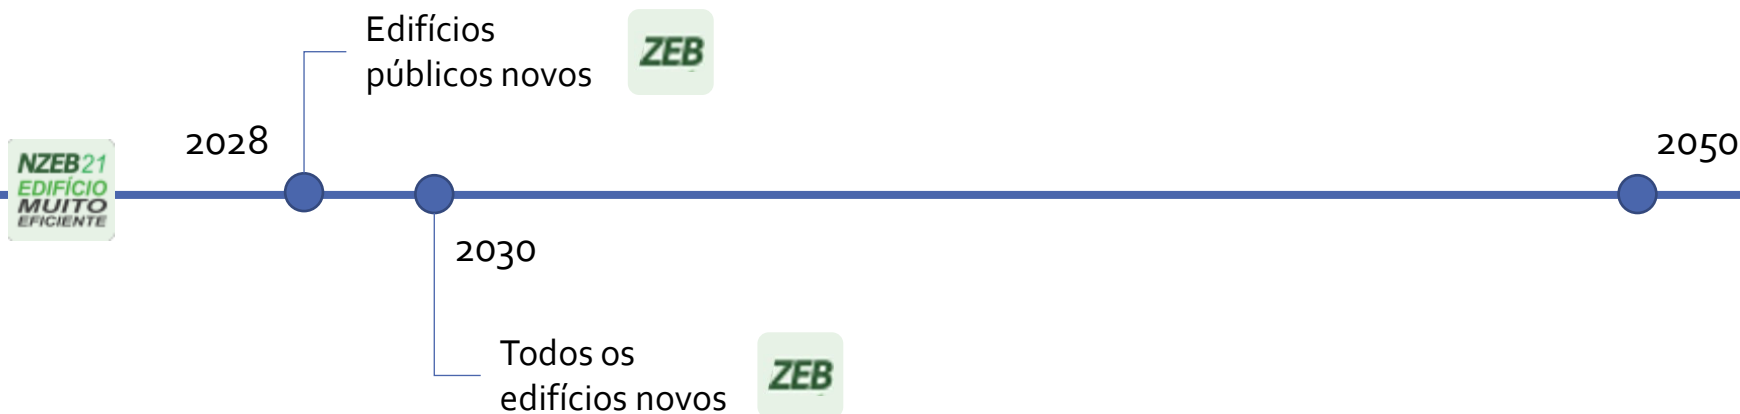 Edifícios
públicos novos
ZEB
2028
2050
NZEB21
EDIFÍCIO
MUITO
EFICIENTE
2030
Todos os
edifícios novos
ZEB